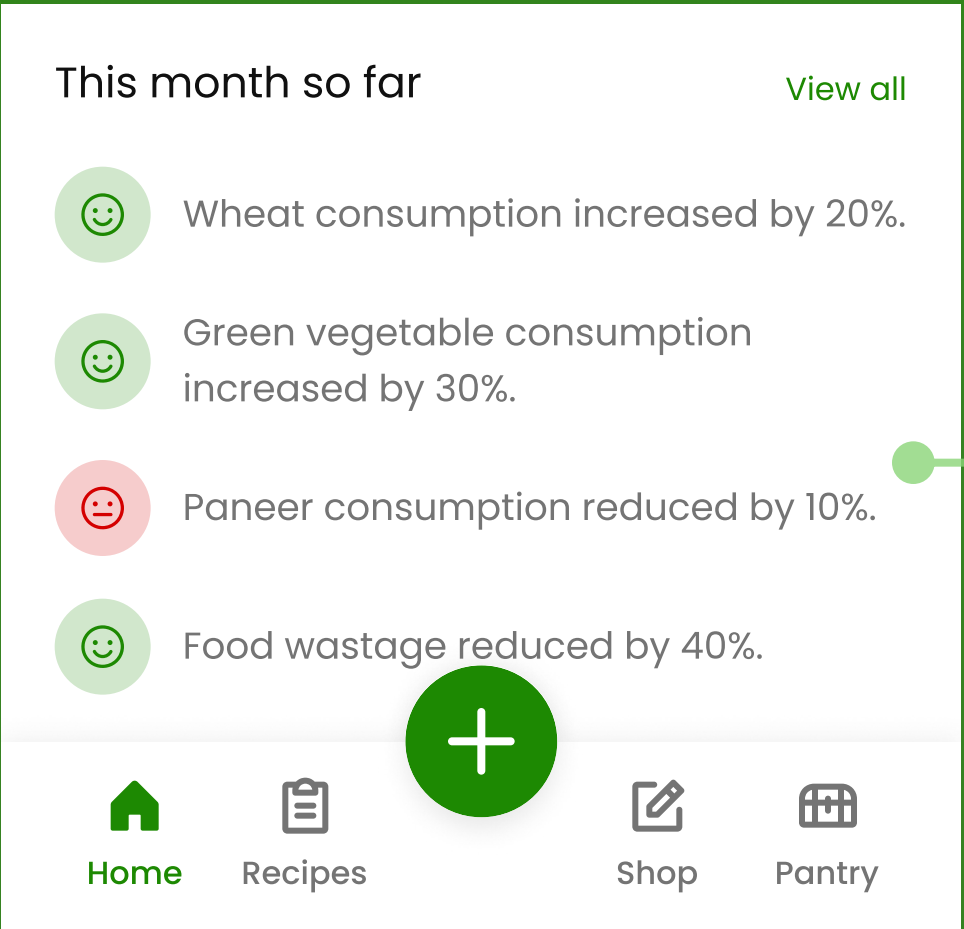 This month so far
View all
Wheat consumption increased by 20%.
Green vegetable consumption
increased by 30%.
Paneer consumption reduced by 10%.
Food wastage reduced by 40%.
Home
Recipes
Shop
Pantry